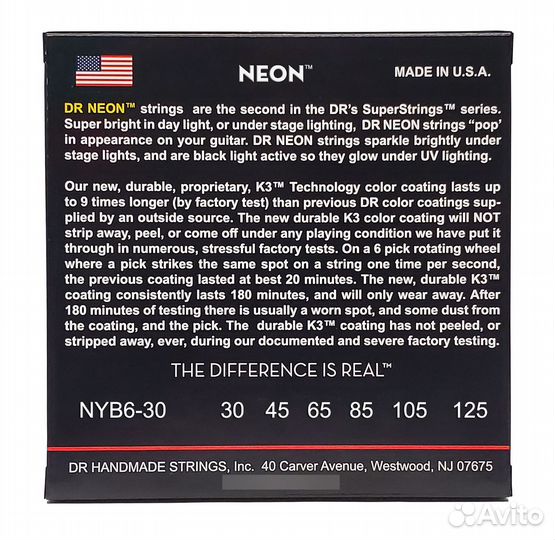 NEON™
MADE IN U.S.A.
DR NEON™ strings are the second in the DR's SuperStrings™ series.
Super bright in day light, or under stage lighting, DR NEON strings "pop'
in appearance on your guitar. DR NEON strings sparkle brightly under
stage lights, and are black light active so they glow under UV lighting.
Our new, durable, proprietary, K3™ Technology color coating lasts up
to 9 times longer (by factory test) than previous DR color coatings sup-
plied by an outside source. The new durable K3 color coating will NOT
strip away, peel, or come off under any playing condition we have put it
through in numerous, stressful factory tests. On a 6 pick rotating wheel
where a pick strikes the same spot on a string one time per second,
the previous coating lasted at best 20 minutes. The new, durable K3™
coating consistently lasts 180 minutes, and will only wear away. After
180 minutes of testing there is usually a worn spot, and some dust from
the coating, and the pick. The durable K3™ coating has not peeled, or
stripped away, ever, during our documented and severe factory testing.
THE DIFFERENCE IS REAL™
NYB6-30 30 45 65 85 105 125
DR HANDMADE STRINGS, Inc. 40 Carver Avenue, Westwood, NJ 07675
Avito